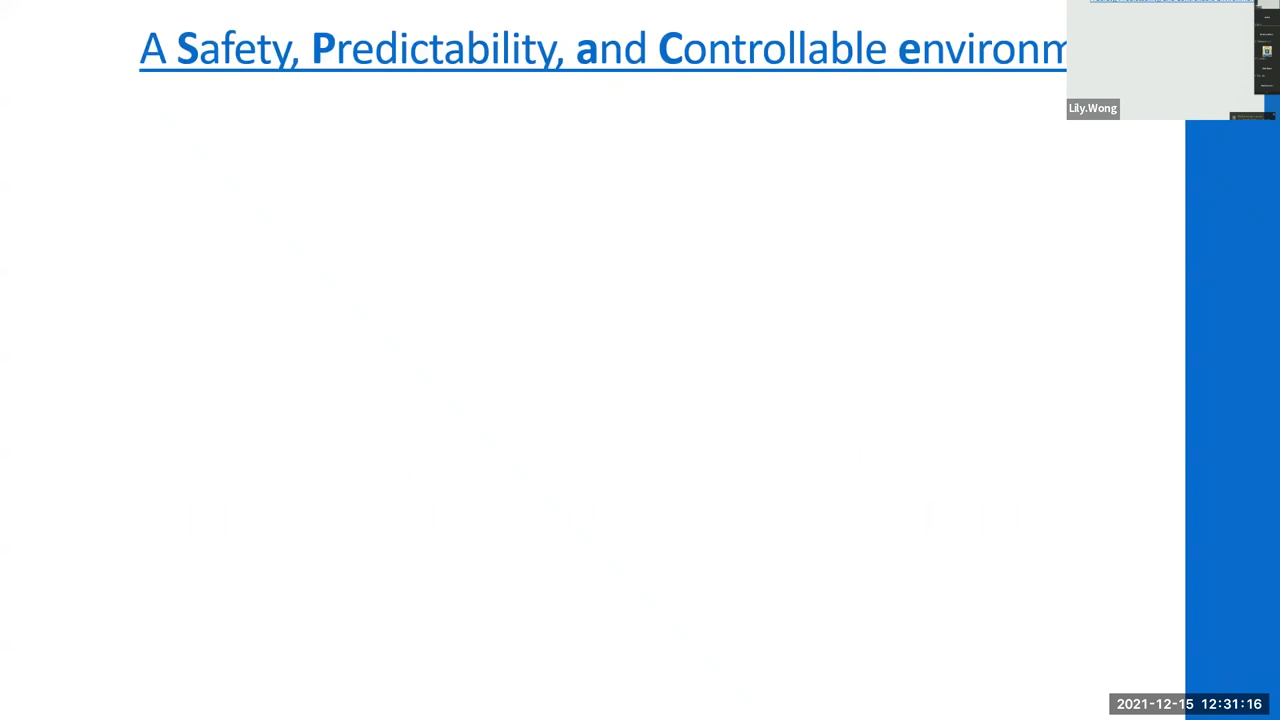 A Safety, Predictability, and Controllable environm
Lily.Wong
2021-12-15 12:31:16